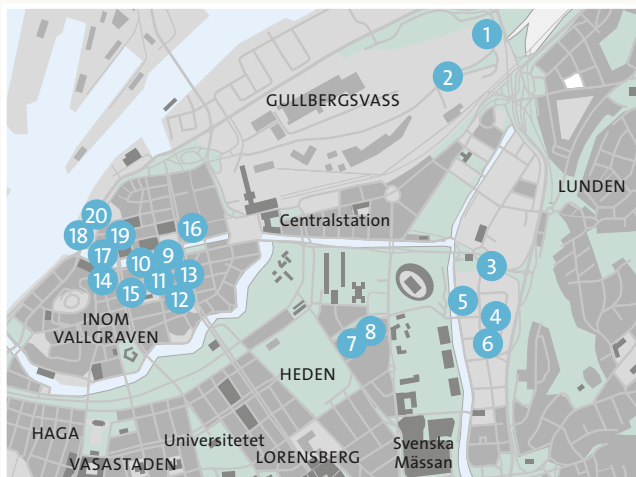 1
2
GULLBERGSVASS
LUNDEN
20
18
19
16
Centralstation
17
10
9
3
14
15
11
13
12
5
4
INOM
VALLGRAVEN
7
8
6
HEDEN
HAGA
Universitetet
Svenska
Mässan
VASASTADEN
LORENSBERG